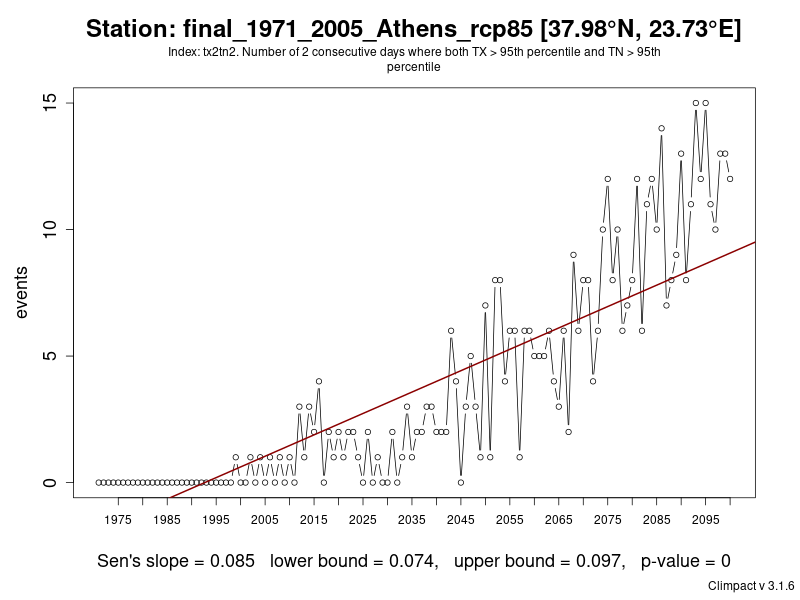 Station: final_1971_2005_Athens_rcp85 [37.98°N, 23.73°E]
Index: tx2tn2. Number of 2 consecutive days where both TX > 95th percentile and TN > 95th
percentile
15
10
5
0
events
1975 1985 1995 2005 2015 2025 2035 2045 2055 2065 2075 2085 2095
Sen's slope = 0.085 lower bound = 0.074, upper bound = 0.097, p-value = 0
Climpact v 3.1.6